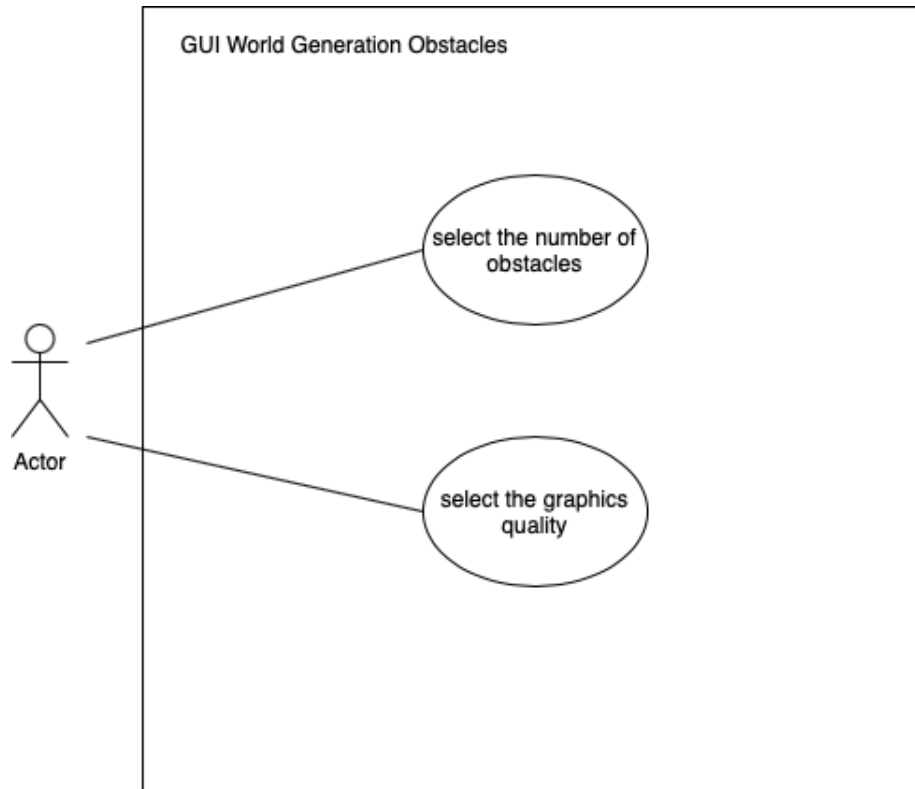 GUI World Generation Obstacles
select the number of
obstacles
Actor
select the graphics
quality